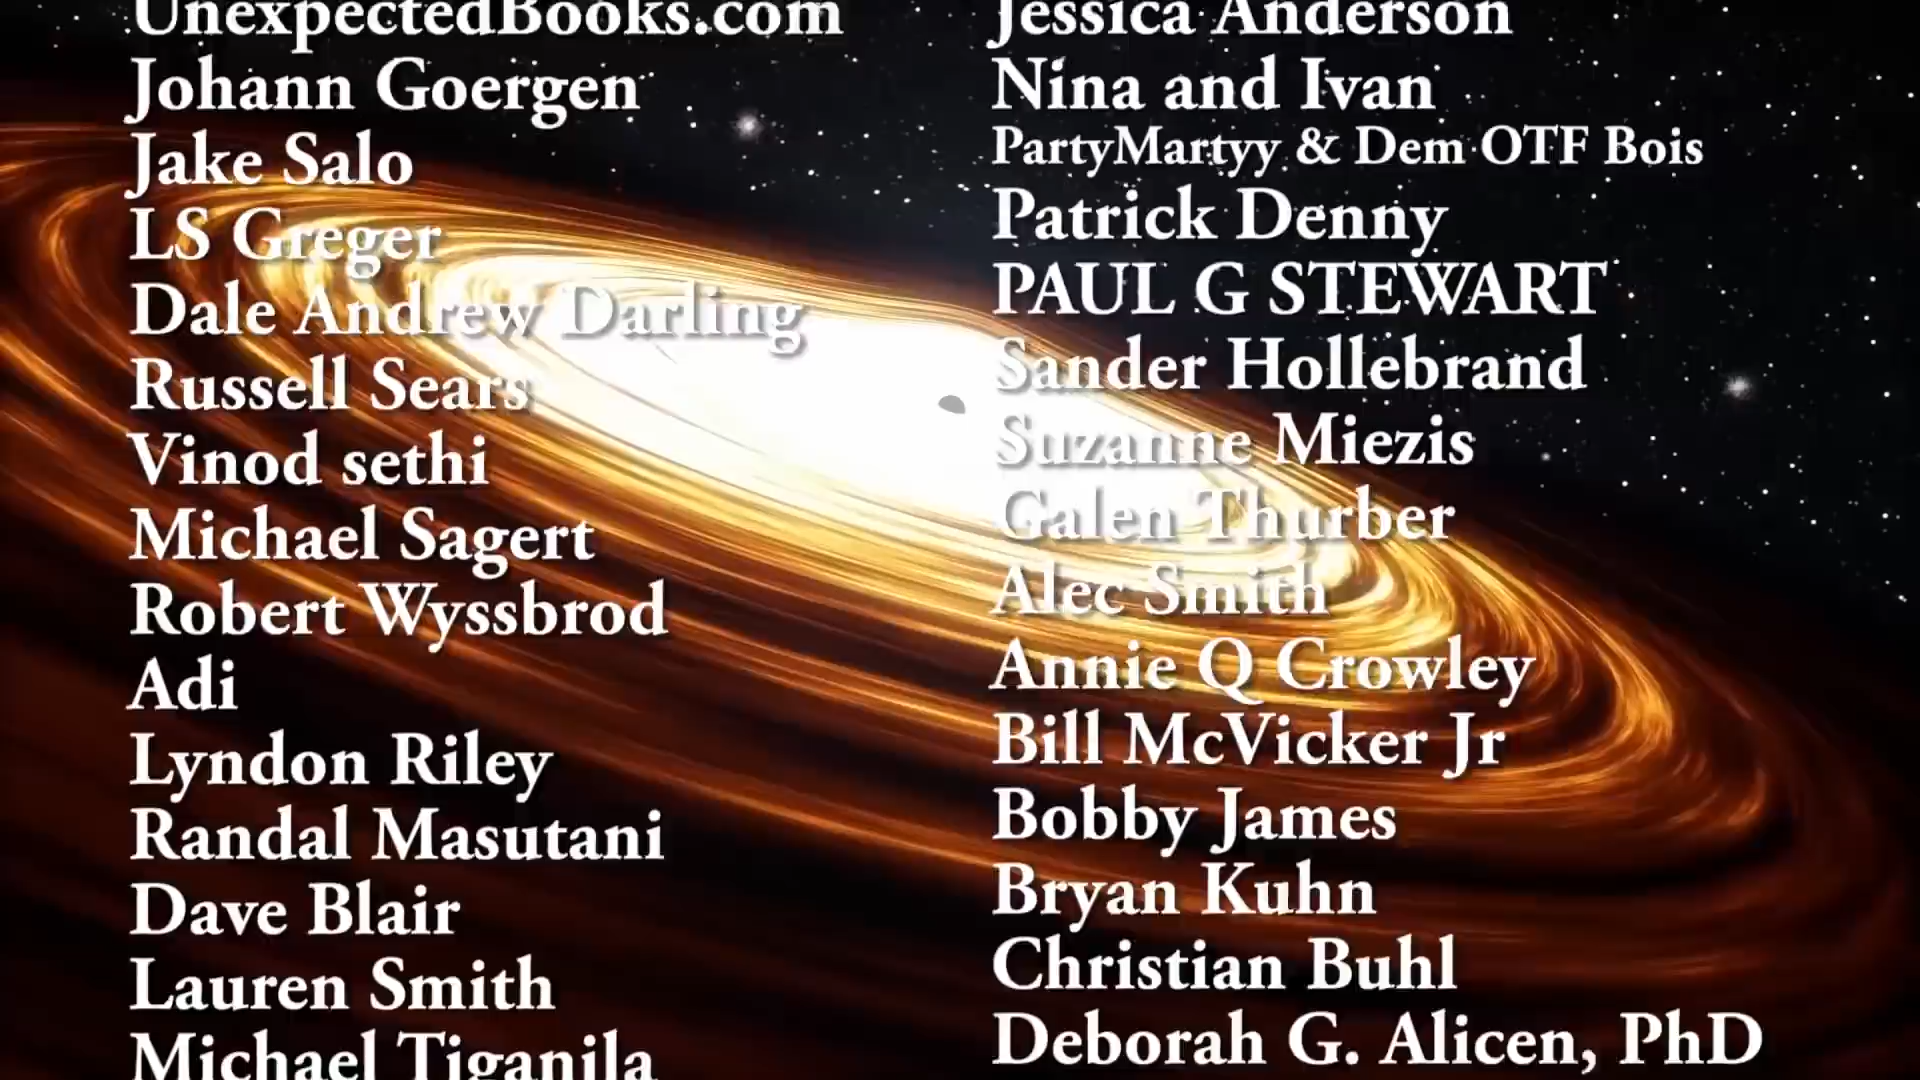 UnexpectedBooks.com
Johann Goergen
Jake Salo
LS Greger
Dale Andrew Darling
Russell Sears
Vinod sethi
Michael Sagert
Robert Wyssbrod
Adi
Lyndon Riley
Randal Masutani
Dave Blair
Lauren Smith
Michael Tiganila
Jessica Anderson
Nina and Ivan
PartyMartyy & Dem OTF Bois
Patrick Denny
PAUL G STEWART
Sander Hollebrand
Suzanne Miezis
Galen Thurber
Alec Smith
Annie Q Crowley
Bill McVicker Jr
Bobby James
Bryan Kuhn
Christian Buhl
Deborah G. Alicen, PhD